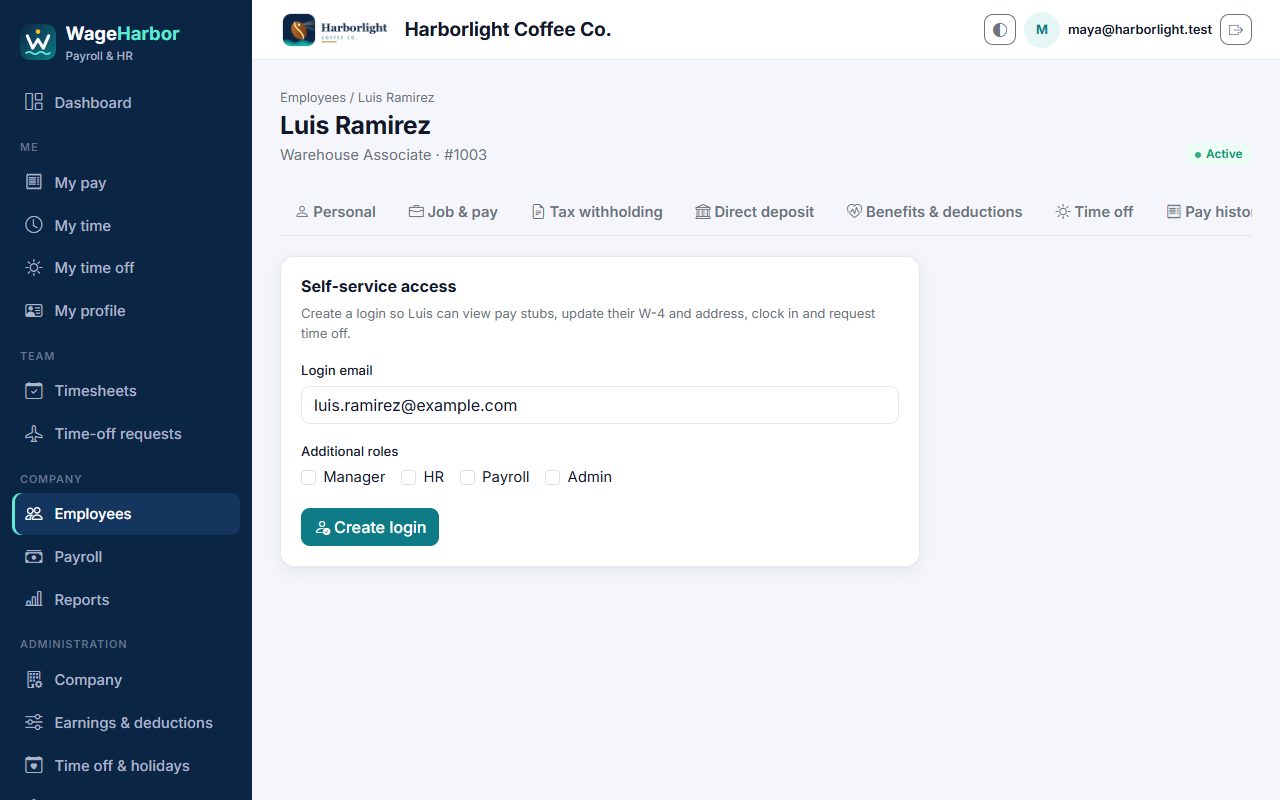 WageHarbor
Payroll & HR
Dashboard
ME
My pay
My time
My time off
My profile
TEAM
Timesheets
Time-off requests
COMPANY
Employees
Payroll
Reports
ADMINISTRATION
Company
Earnings & deductions
Time off & holidays
Harborlight
COFFEE CO.
Harborlight Coffee Co.
M
maya@harborlight.test
Employees / Luis Ramirez
Luis Ramirez
Warehouse Associate · #1003
Active
Personal
Job & pay
Tax withholding
Direct deposit
Benefits & deductions
Time off
Pay histo
Self-service access
Create a login so Luis can view pay stubs, update their W-4 and address, clock in and request
time off.
Login email
luis.ramirez@example.com
Additional roles
Manager
HR
Payroll
Admin
Create login